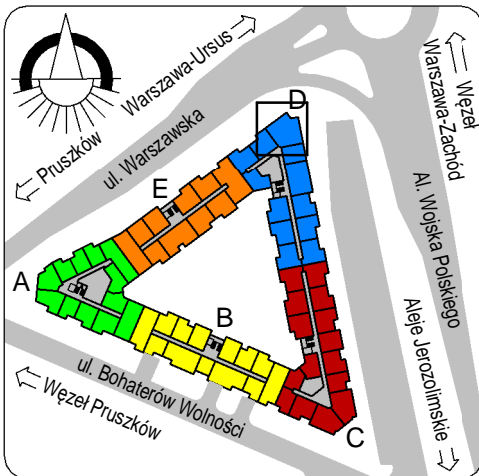 Warszawa-Ursus
Pruszków
ul. Warszawska
Węzeł
Warszawa-Zachód
Al. Wojska Polskiego
D
E
A
B
C
Aleje Jerozolimskie
ul. Bohaterów Wolności
Węzeł Pruszków